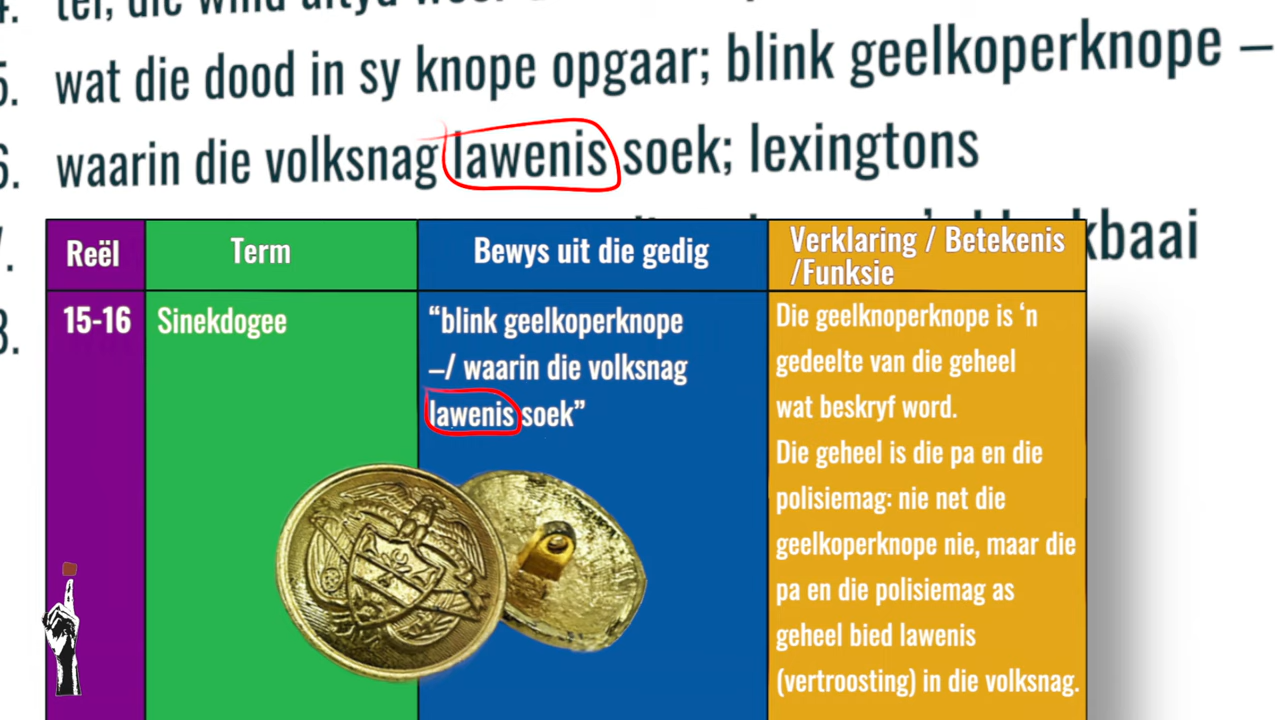 wat die dood in sy knope opgaar; blink geelkoperknope –
waarin die volksnag lawenis soek; lexingtons
kbaai
Reël
Term
Bewys uit die gedig
Verklaring / Betekenis
/Funksie
15-16
Sinekdogee
“blink geelkoperknope
–/ waarin die volksnag
lawenis soek”
Die geelknoperknope is ‘n
gedeelte van die geheel
wat beskryf word.
Die geheel is die pa en die
polisiemag: nie net die
geelkoperknope nie, maar die
pa en die polisiemag as
geheel bied lawenis
(vertroosting) in die volksnag.